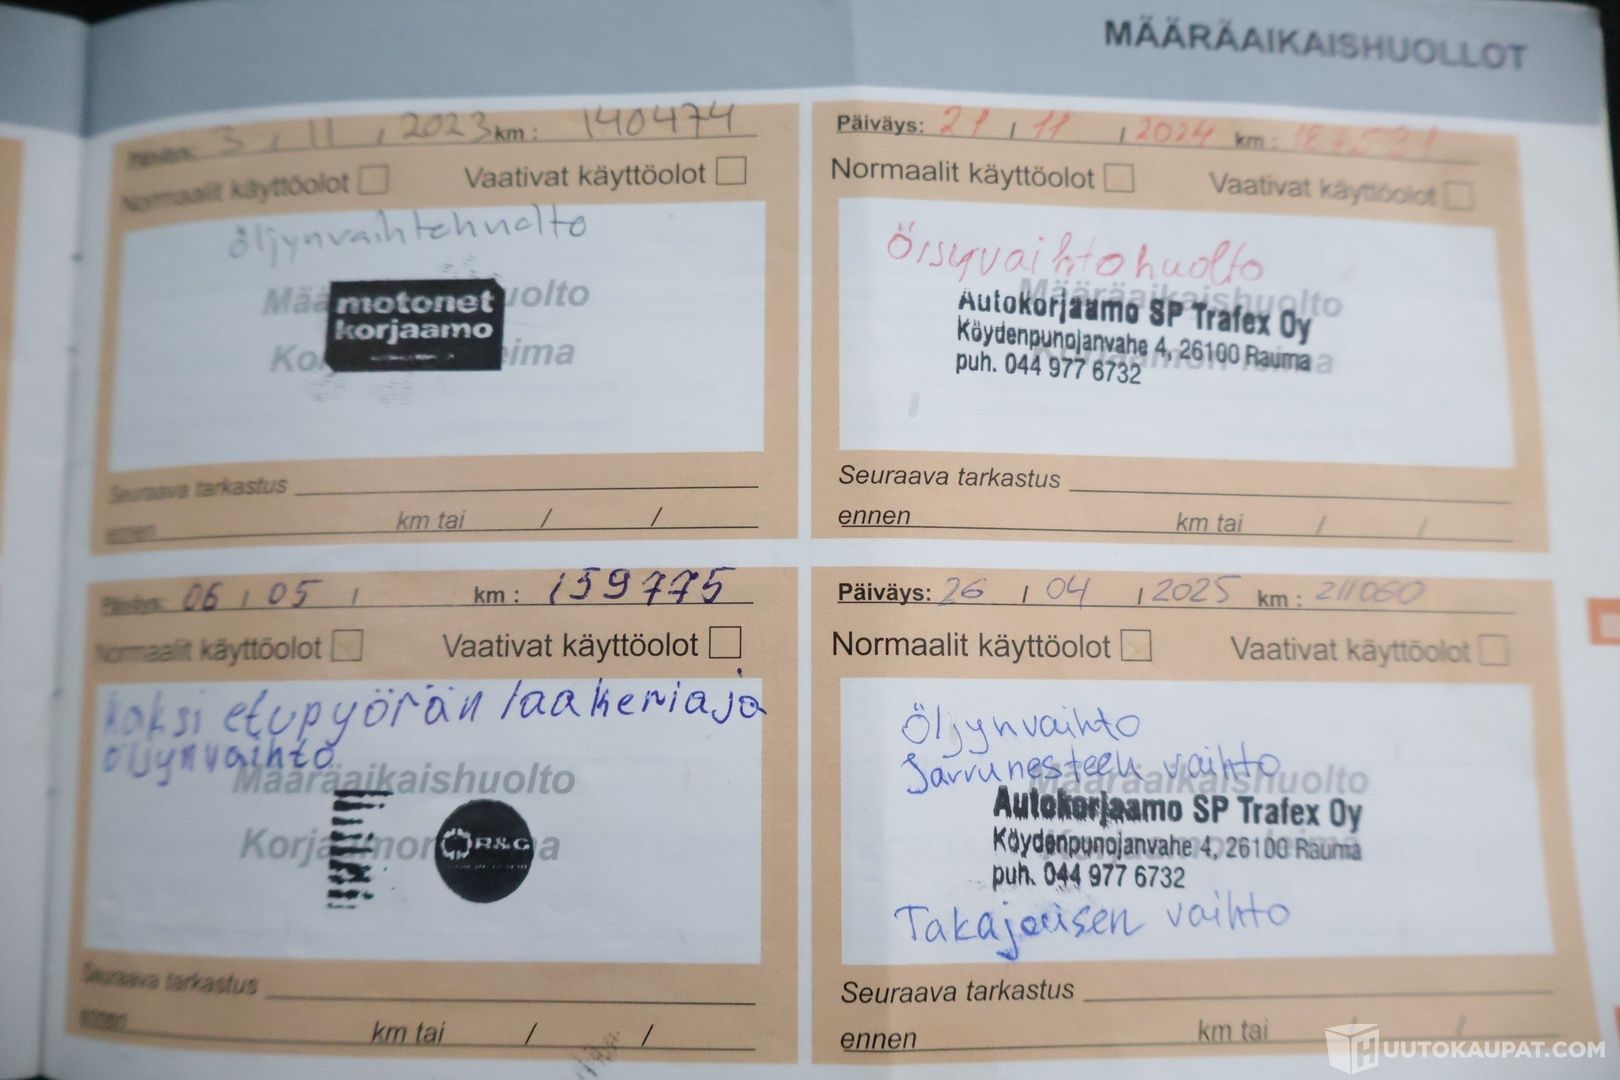 MÄÄRÄAIKAISHUOLLOT
Päiväys: 3 / 11 / 2023 km: 140474
Normaalit käyttöolot Vaativat käyttöolot
öljynvaihtohuolto
motonet
korjaamo
Seuraava tarkastus
ennen km tai / /
Päiväys: 06 / 05 / km: 159775
Normaalit käyttöolot Vaativat käyttöolot
kaksi etupyörän laakeria ja
öljynvaihto
Määräaikaishuolto
R&G
Seuraava tarkastus
ennen km tai / /
Päiväys: 21 / 11 / 2024 km:
Normaalit käyttöolot Vaativat käyttöolot
Öisyvaihtohuolto
Määräaikaishuolto
Autokorjaamo SP Trafex Oy
Köydenpunojanvahe 4, 26100 Rauma
puh. 044 977 6732
Seuraava tarkastus
ennen km tai / /
Päiväys: 26 / 04 / 2025 km: 211060
Normaalit käyttöolot Vaativat käyttöolot
Öljynvaihto
Jarrunesteen vaihto
Määräaikaishuolto
Autokorjaamo SP Trafex Oy
Köydenpunojanvahe 4, 26100 Rauma
puh. 044 977 6732
Takajousen vaihto
Seuraava tarkastus
ennen km tai /
HUUTOKAUPAT.COM